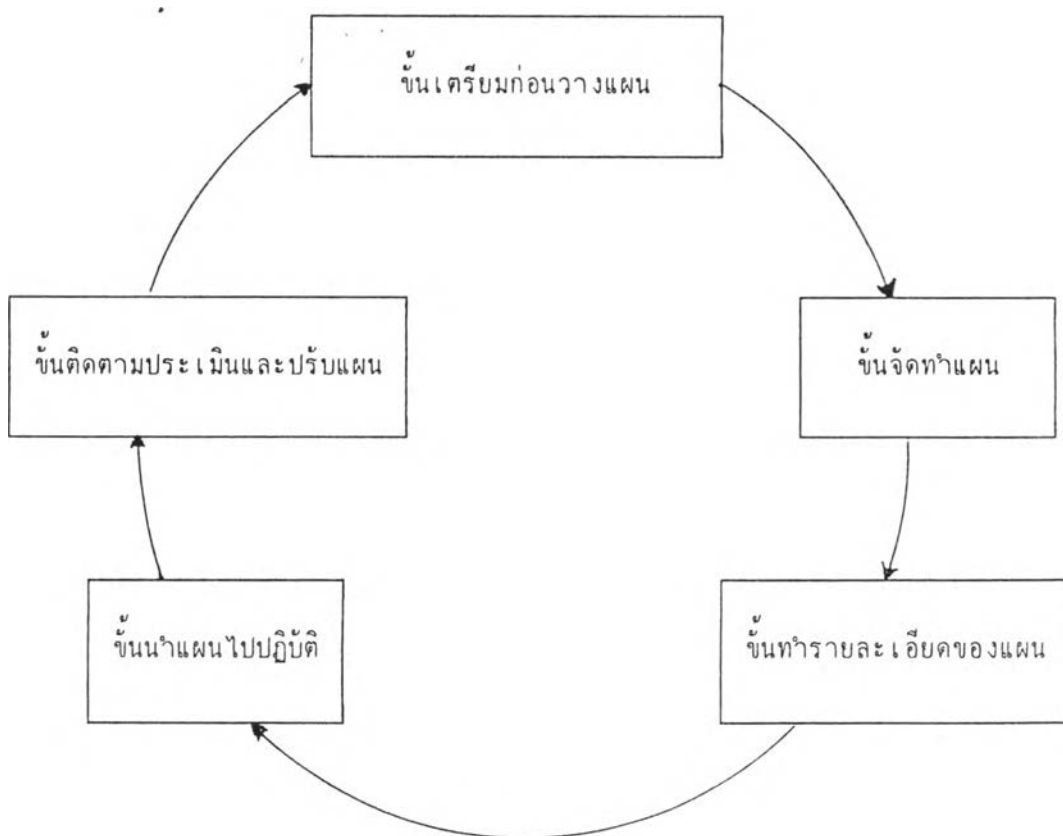 ขั้นเตรียมก่อนวางแผน
ขั้นติดตามประเมินและปรับแผน
ขั้นจัดทำแผน
ขั้นนำแผนไปปฏิบัติ
ขั้นทำรายละเอียดของแผน